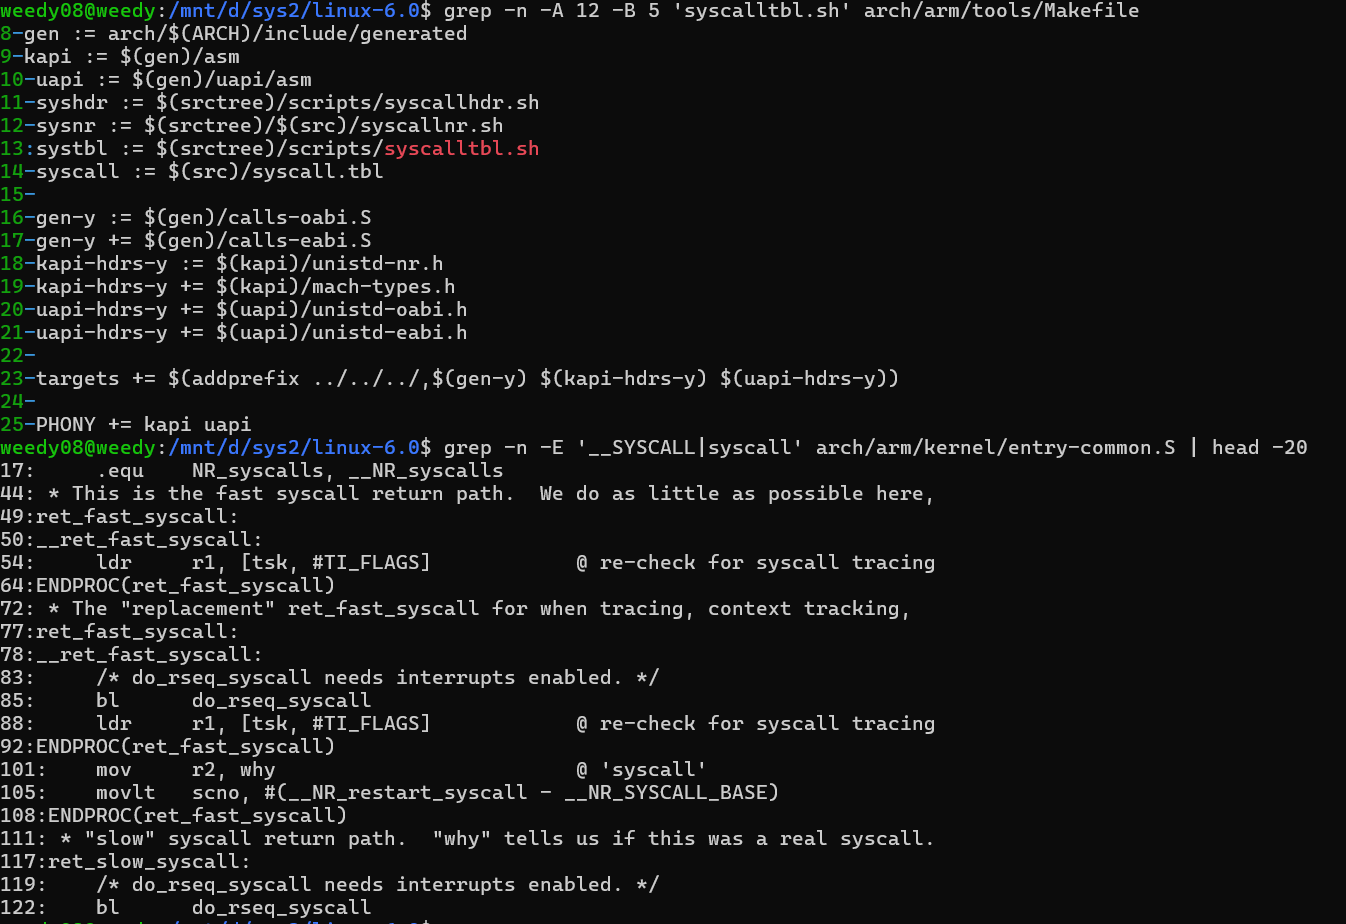 weedy08@weedy:/mnt/d/sys2/linux-6.0$ grep -n -A 12 -B 5 'syscalltbl.sh' arch/arm/tools/Makefile
8-gen := arch/$(ARCH)/include/generated
9-kapi := $(gen)/asm
10-uapi := $(gen)/uapi/asm
11-syshdr := $(srctree)/scripts/syscallhdr.sh
12-sysnr := $(srctree)/$(src)/syscallnr.sh
13:systbl := $(srctree)/scripts/syscalltbl.sh
14-syscall := $(src)/syscall.tbl
15-
16-gen-y := $(gen)/calls-oabi.S
17-gen-y += $(gen)/calls-eabi.S
18-kapi-hdrs-y := $(kapi)/unistd-nr.h
19-kapi-hdrs-y += $(kapi)/mach-types.h
20-uapi-hdrs-y += $(uapi)/unistd-oabi.h
21-uapi-hdrs-y += $(uapi)/unistd-eabi.h
22-
23-targets += $(addprefix ../../../,$(gen-y) $(kapi-hdrs-y) $(uapi-hdrs-y))
24-
25-PHONY += kapi uapi
weedy08@weedy:/mnt/d/sys2/linux-6.0$ grep -n -E '__SYSCALL|syscall' arch/arm/kernel/entry-common.S | head -20
17:     .equ    NR_syscalls, __NR_syscalls
44: * This is the fast syscall return path.  We do as little as possible here,
49:ret_fast_syscall:
50:__ret_fast_syscall:
54:     ldr     r1, [tsk, #TI_FLAGS]            @ re-check for syscall tracing
64:ENDPROC(ret_fast_syscall)
72: * The "replacement" ret_fast_syscall for when tracing, context tracking,
77:ret_fast_syscall:
78:__ret_fast_syscall:
83:     /* do_rseq_syscall needs interrupts enabled. */
85:     bl      do_rseq_syscall
88:     ldr     r1, [tsk, #TI_FLAGS]            @ re-check for syscall tracing
92:ENDPROC(ret_fast_syscall)
101:    mov     r2, why                         @ 'syscall'
105:    movlt   scno, #(__NR_restart_syscall - __NR_SYSCALL_BASE)
108:ENDPROC(ret_fast_syscall)
111: * "slow" syscall return path.  "why" tells us if this was a real syscall.
117:ret_slow_syscall:
119:    /* do_rseq_syscall needs interrupts enabled. */
122:    bl      do_rseq_syscall